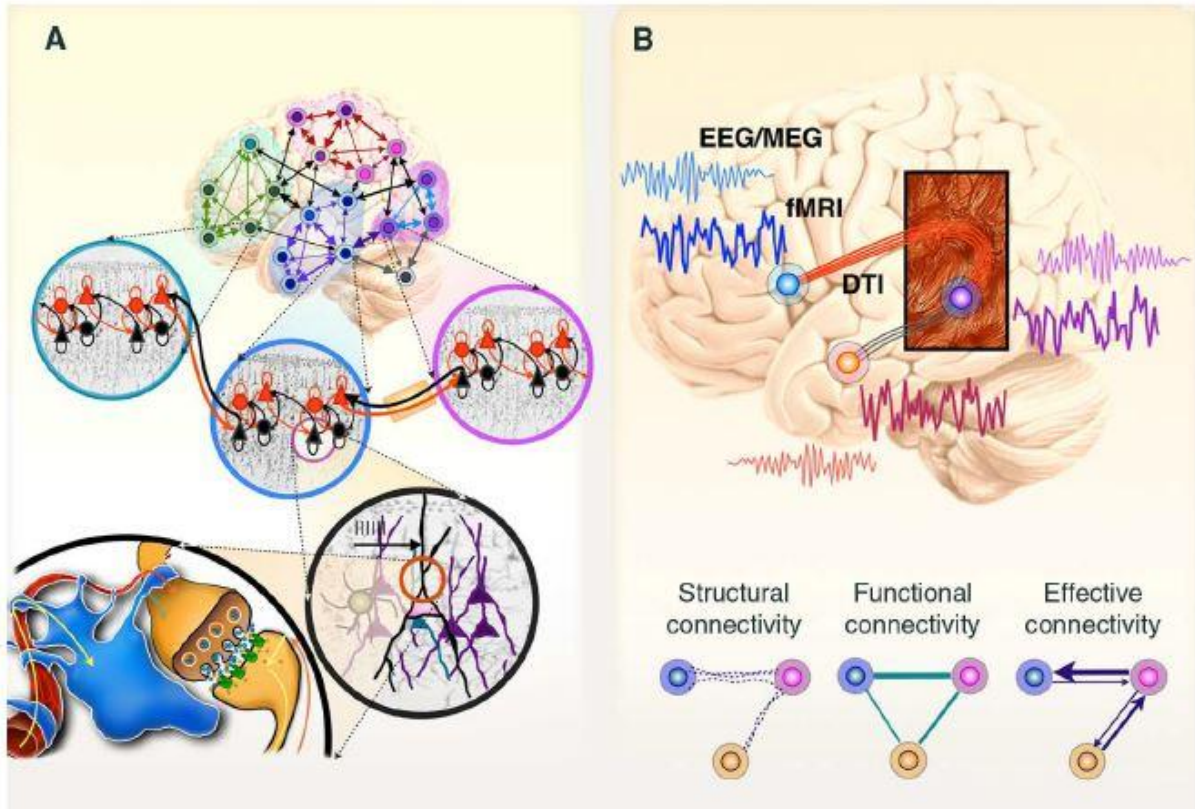 A
B
EEG/MEG
fMRI
DTI
Structural
connectivity
Functional
connectivity
Effective
connectivity